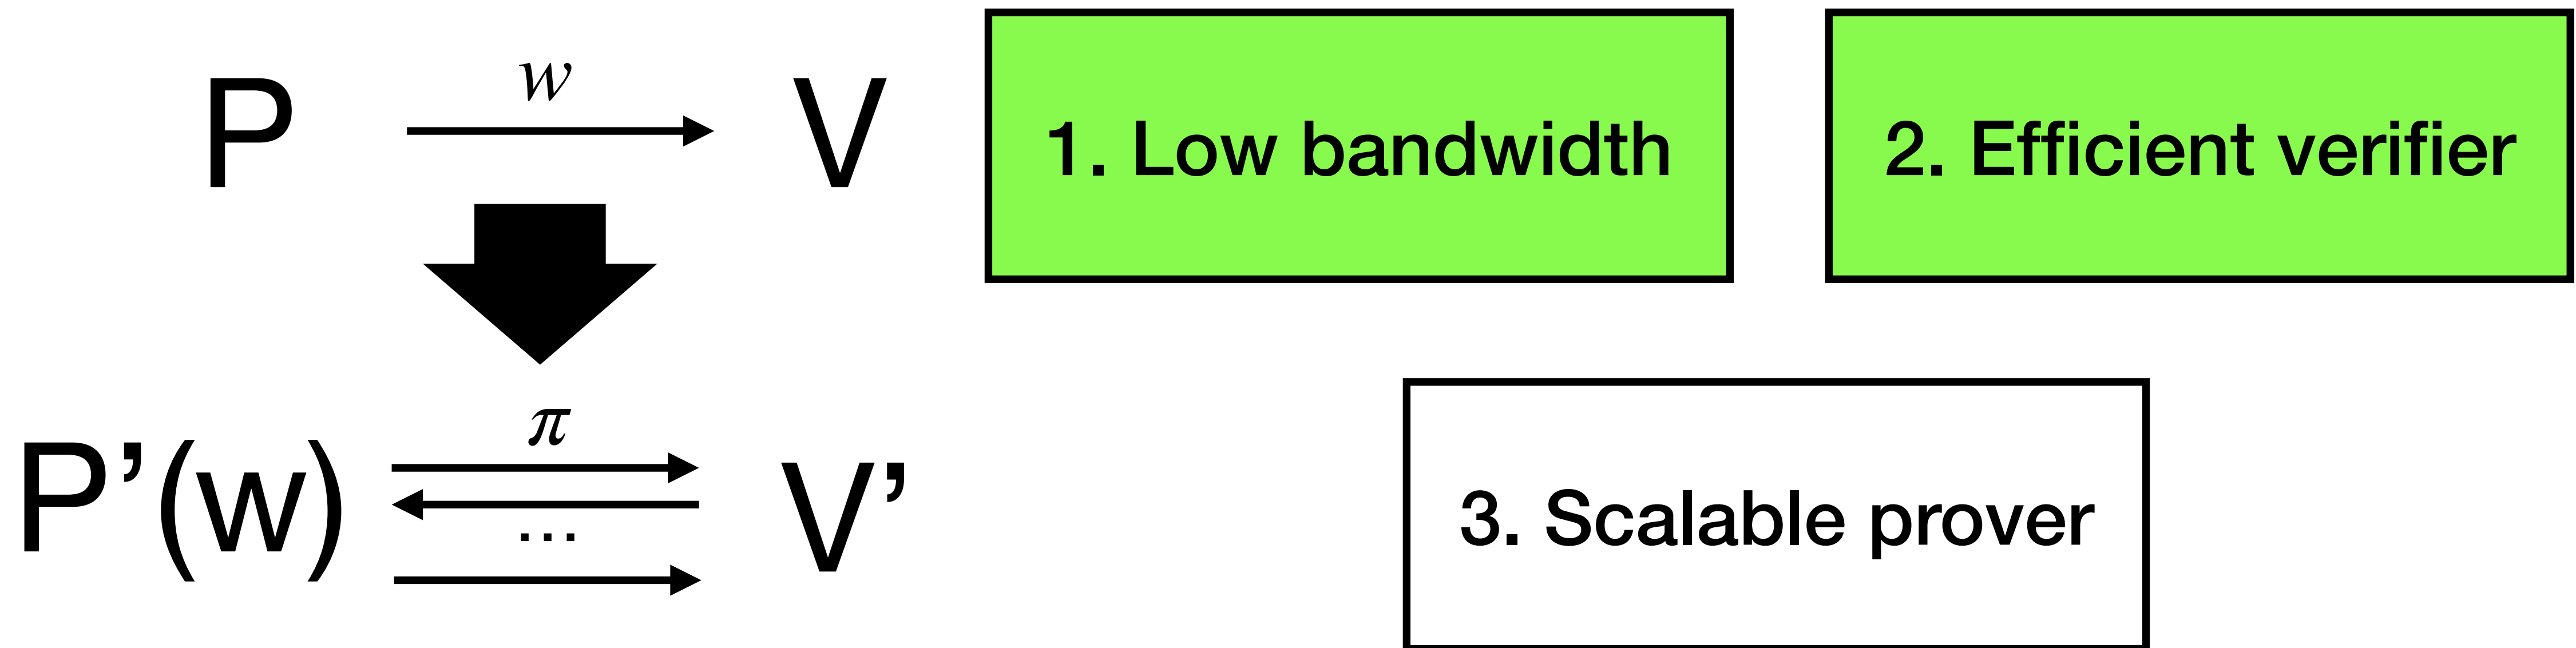 P
w
V
1. Low bandwidth
2. Efficient verifier
P’(w)
π
...
V’
3. Scalable prover